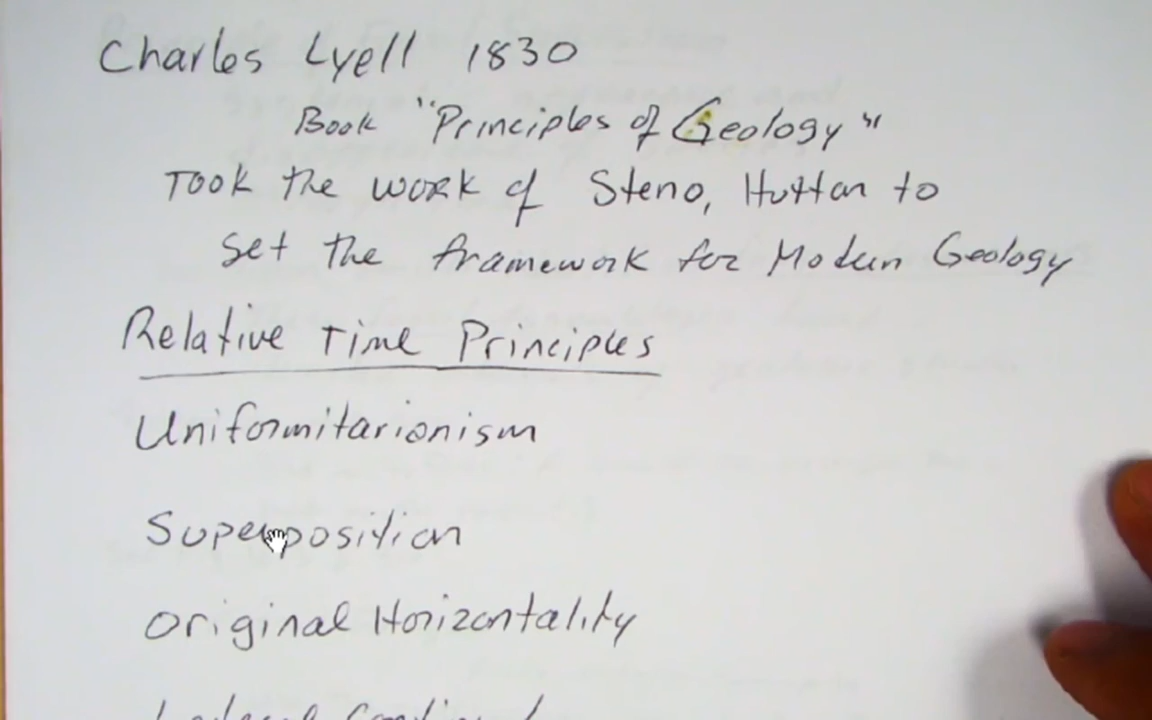 Charles Lyell 1830
Book "Principles of Geology"
Took the work of Steno, Hutton to
Set the framework for Modern Geology
Relative Time Principles
Uniformitarionism
Superposition
Original Horizontality